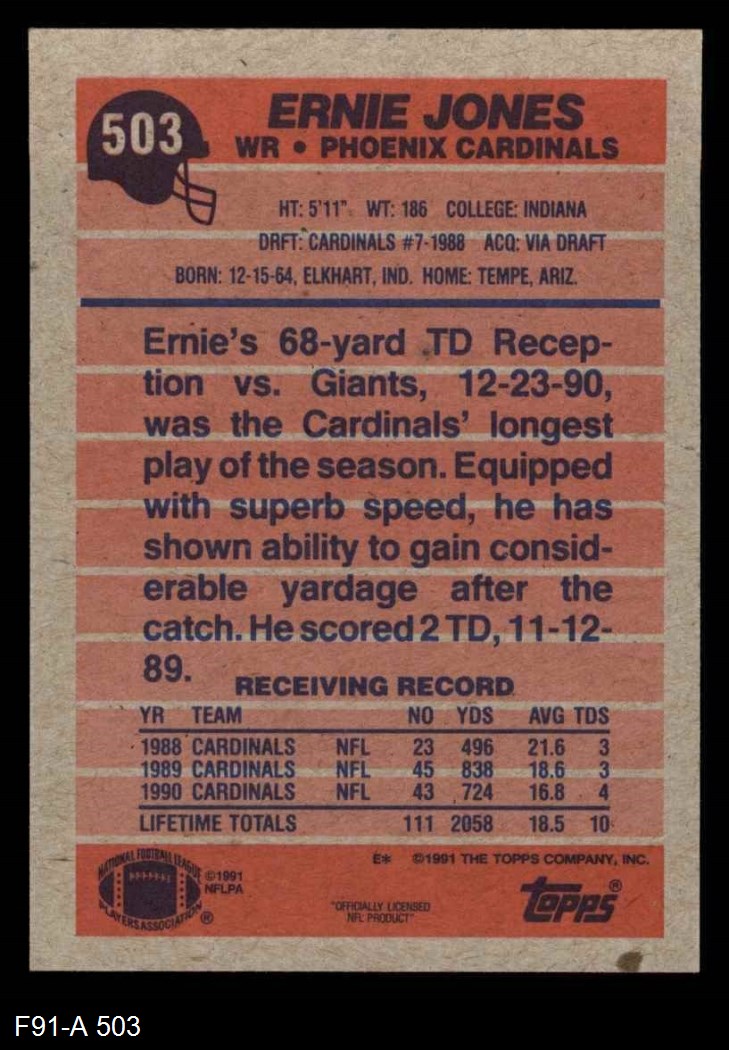 503
ERNIE JONES
WR • PHOENIX CARDINALS
HT: 5'11" WT: 186 COLLEGE: INDIANA
DRFT: CARDINALS #7-1988 ACQ: VIA DRAFT
BORN: 12-15-64, ELKHART, IND. HOME: TEMPE, ARIZ.
Ernie's 68-yard TD Recep-
tion vs. Giants, 12-23-90,
was the Cardinals' longest
play of the season. Equipped
with superb speed, he has
shown ability to gain consid-
erable yardage after the
catch. He scored 2 TD, 11-12-
89.
RECEIVING RECORD
YR TEAM NO YDS AVG TDS
1988 CARDINALS NFL 23 496 21.6 3
1989 CARDINALS NFL 45 838 18.6 3
1990 CARDINALS NFL 43 724 16.8 4
LIFETIME TOTALS 111 2058 18.5 10
E* ©1991 THE TOPPS COMPANY, INC.
NATIONAL FOOTBALL LEAGUE
PLAYERS ASSOCIATION ®
©1991
NFLPA
"OFFICIALLY LICENSED
NFL PRODUCT"
Topps®
F91-A 503